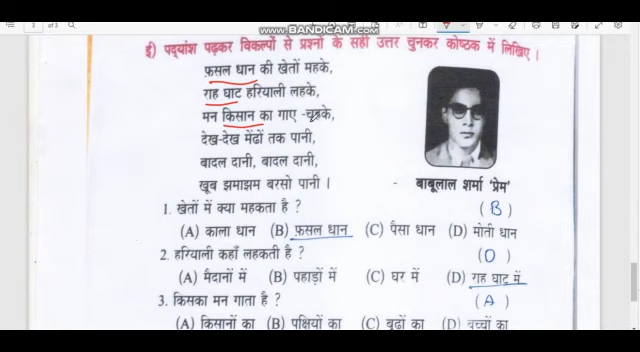 WWW.BANDICAM.COM
ई) पद्यांश पढ़कर विकल्पों से प्रश्नों के सही उत्तर चुनकर कोष्ठक में लिखिए ।
फ़सल धान की खेतों महके,
राह घाट हरियाली लहके,
मन किसान का गाए -चहके,
देख-देख मेंढों तक पानी,
बादल दानी, बादल दानी,
खूब झमाझम बरसो पानी ।
- बाबूलाल शर्मा 'प्रेम'
1. खेतों में क्या महकता है ? (B)
(A) काला धान (B) फ़सल धान (C) पैसा धान (D) मोती धान
2. हरियाली कहाँ लहकती है ? (D)
(A) मैदानों में (B) पहाड़ों में (C) घर में (D) राह घाट में
3. किसका मन गाता है ? (A)
(A) किसानों का (B) पक्षियों का (C) बूढ़ों का (D) बच्चों का